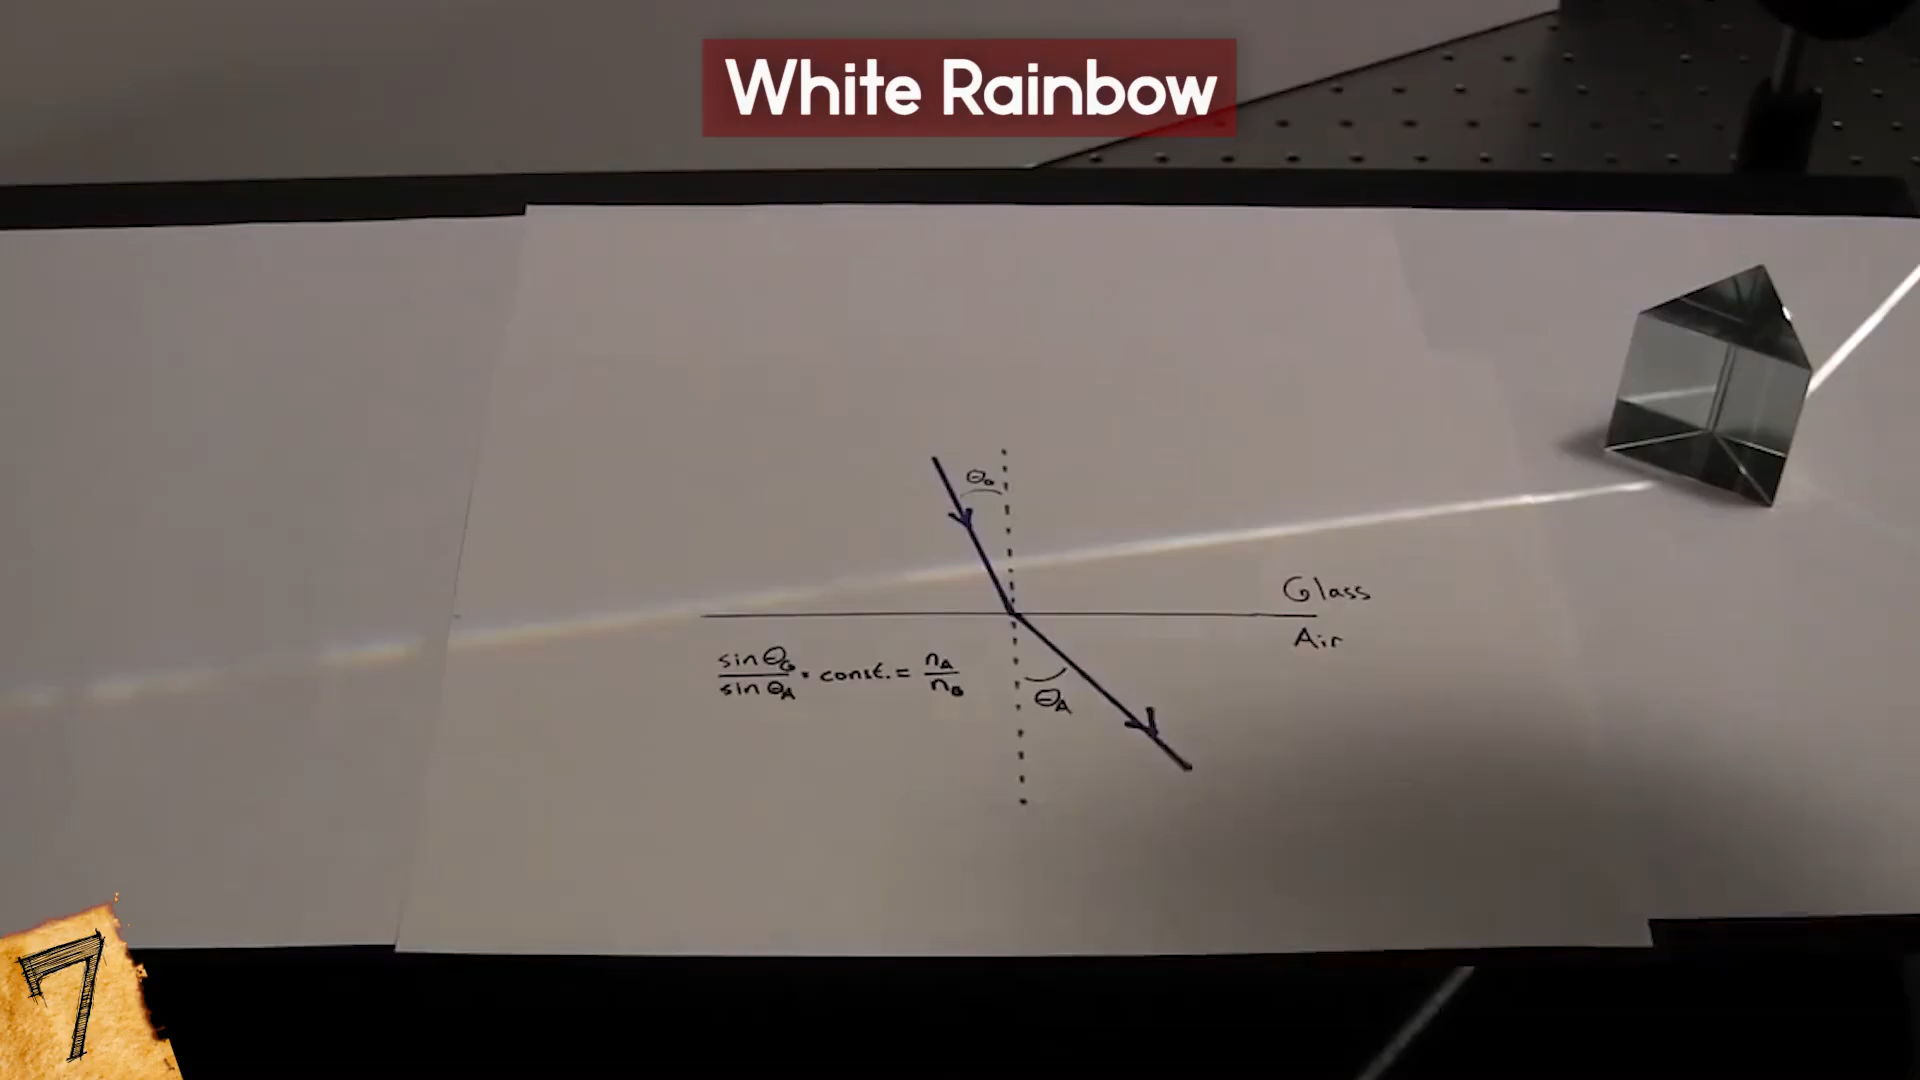 White Rainbow
θG
Glass
Air
sin θG / sin θA = const. = nA / nG
θA
7